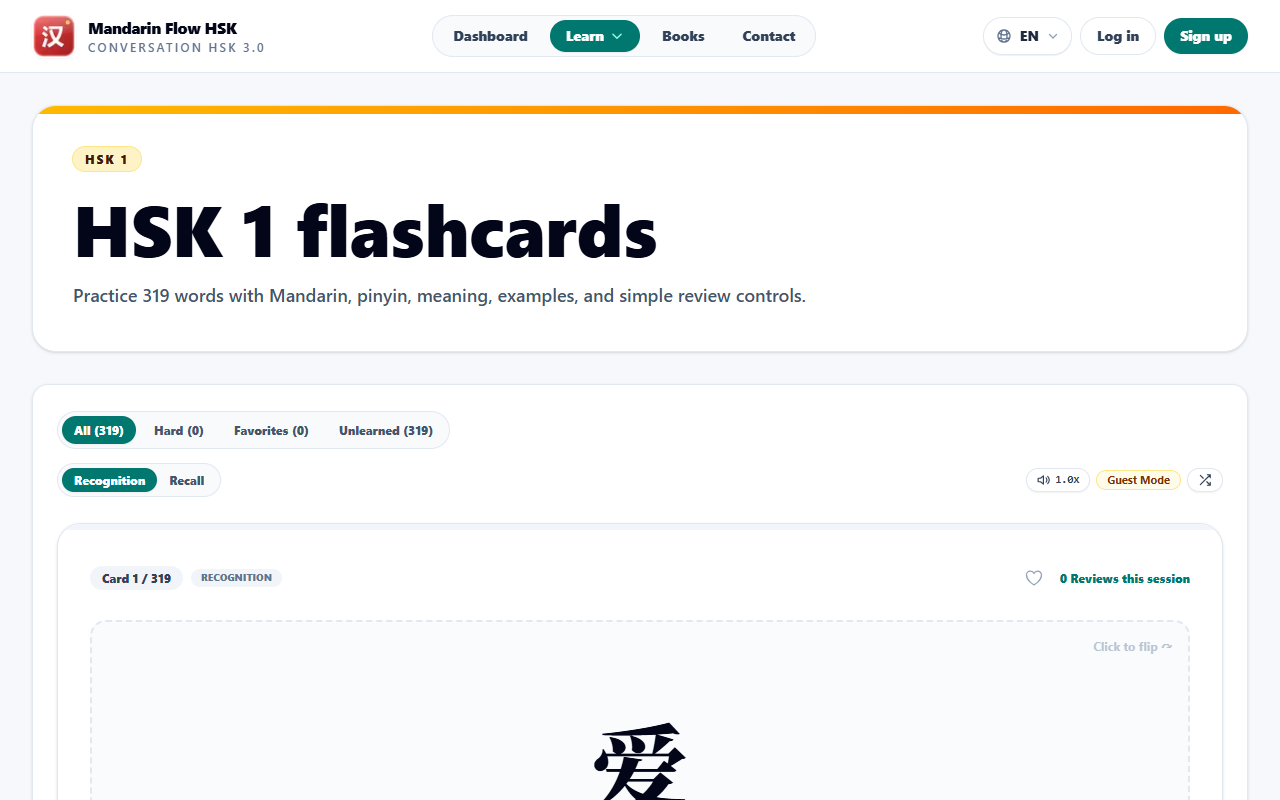 汉
Mandarin Flow HSK
CONVERSATION HSK 3.0
Dashboard
Learn
Books
Contact
EN
Log in
Sign up
HSK 1
HSK 1 flashcards
Practice 319 words with Mandarin, pinyin, meaning, examples, and simple review controls.
All (319)
Hard (0)
Favorites (0)
Unlearned (319)
Recognition
Recall
1.0x
Guest Mode
Card 1 / 319
RECOGNITION
0 Reviews this session
Click to flip ↷
爱